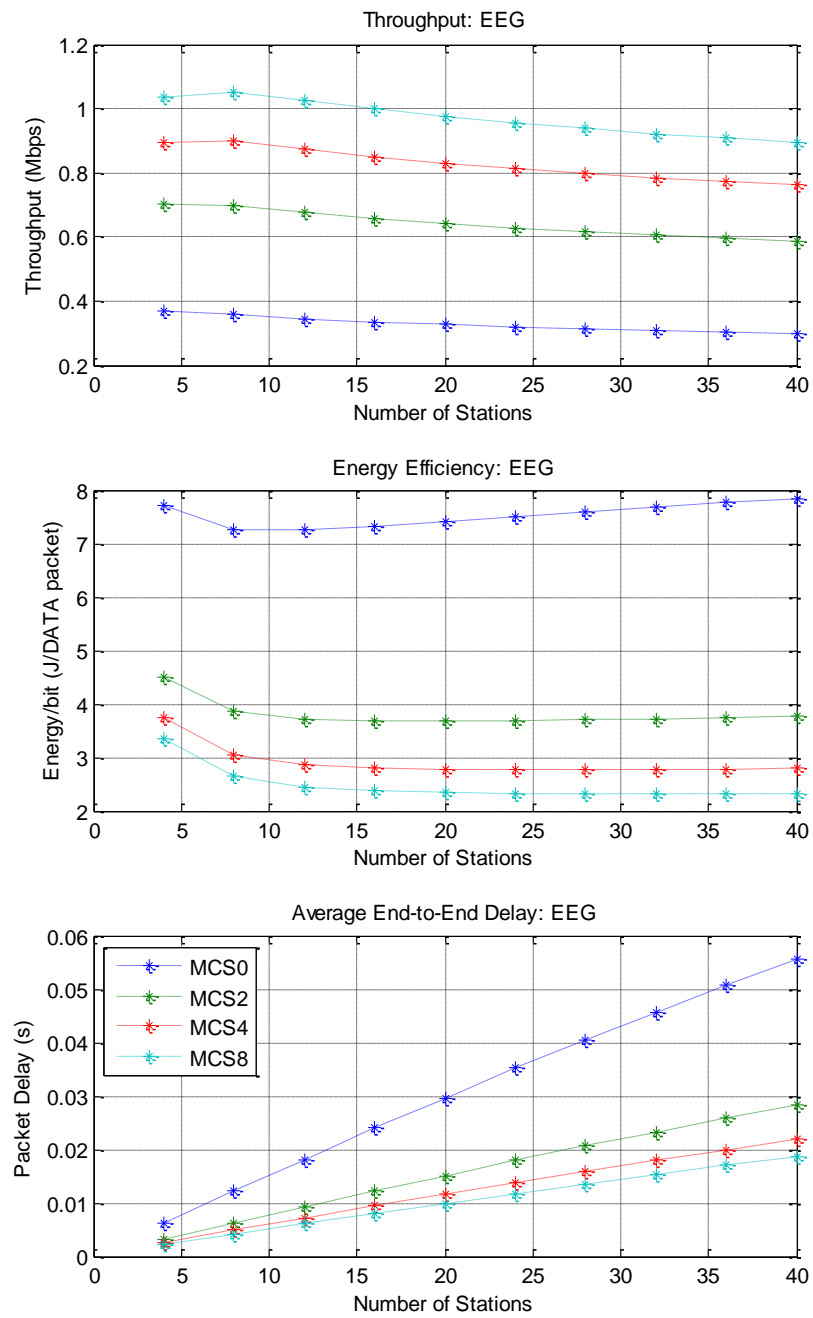 Throughput: EEG
1.2
1
0.8
0.6
0.4
0.2
Throughput (Mbps)
0 5 10 15 20 25 30 35 40
Number of Stations
Energy Efficiency: EEG
8
7
6
5
4
3
2
Energy/bit (J/DATA packet)
0 5 10 15 20 25 30 35 40
Number of Stations
Average End-to-End Delay: EEG
0.06
0.05
0.04
0.03
0.02
0.01
0
Packet Delay (s)
MCS0
MCS2
MCS4
MCS8
0 5 10 15 20 25 30 35 40
Number of Stations